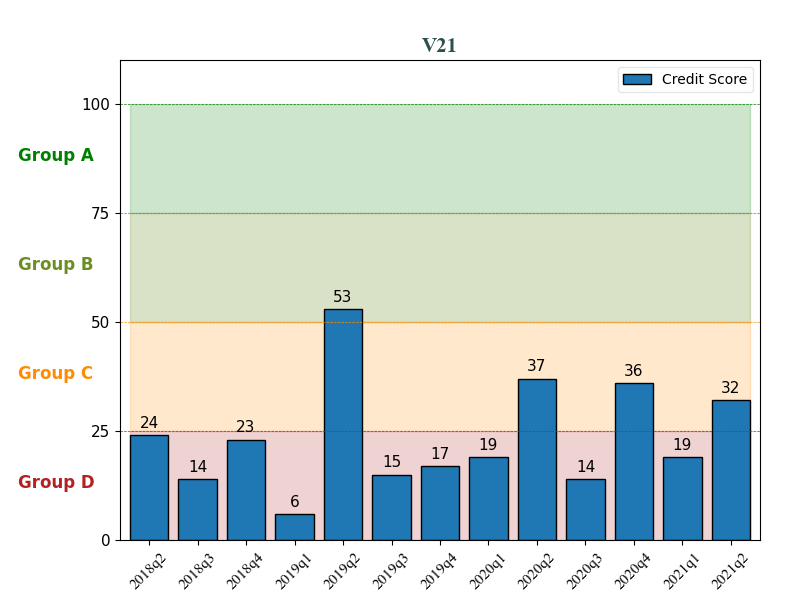 V21
Credit Score
100
75
50
25
0
Group A
Group B
Group C
Group D
24
14
23
6
53
15
17
19
37
14
36
19
32
2018q2
2018q3
2018q4
2019q1
2019q2
2019q3
2019q4
2020q1
2020q2
2020q3
2020q4
2021q1
2021q2